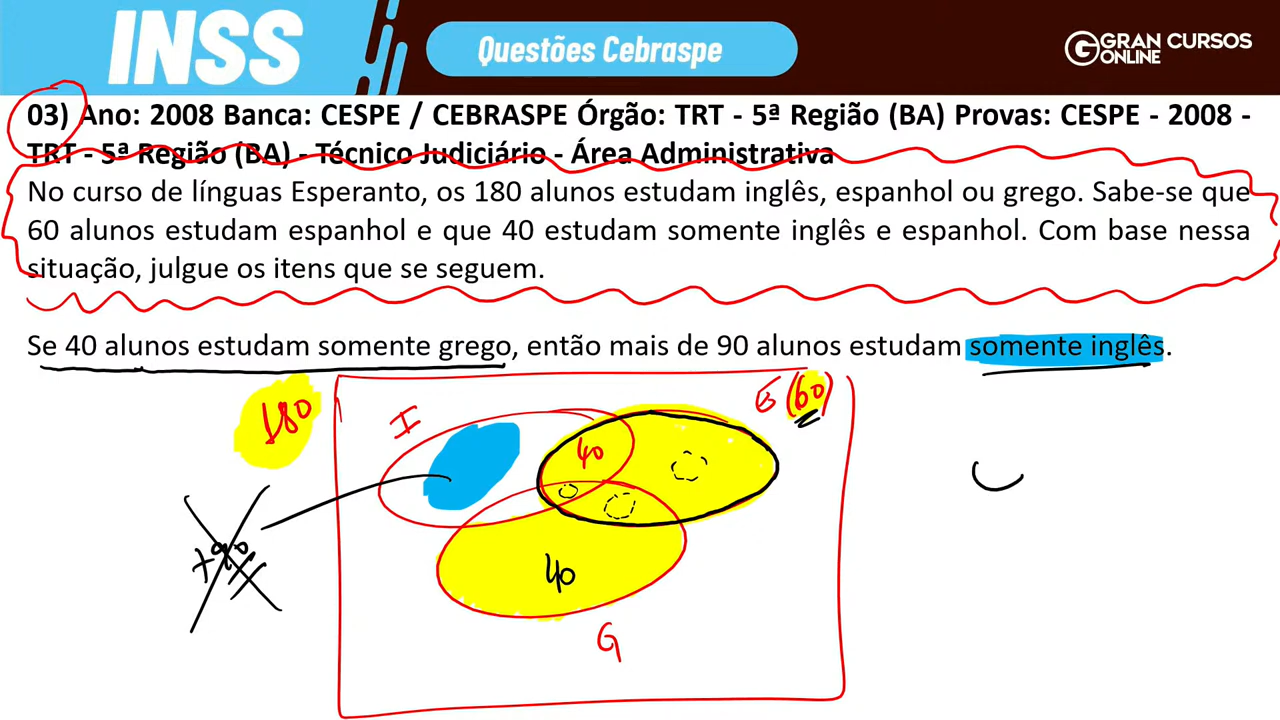 INSS
Questões Cebraspe
GRAN CURSOS
ONLINE
03) Ano: 2008 Banca: CESPE / CEBRASPE Órgão: TRT - 5ª Região (BA) Provas: CESPE - 2008 -
TRT - 5ª Região (BA) - Técnico Judiciário - Área Administrativa
No curso de línguas Esperanto, os 180 alunos estudam inglês, espanhol ou grego. Sabe-se que
60 alunos estudam espanhol e que 40 estudam somente inglês e espanhol. Com base nessa
situação, julgue os itens que se seguem.
Se 40 alunos estudam somente grego, então mais de 90 alunos estudam somente inglês.
180
I
E (60)
40
+90
40
G